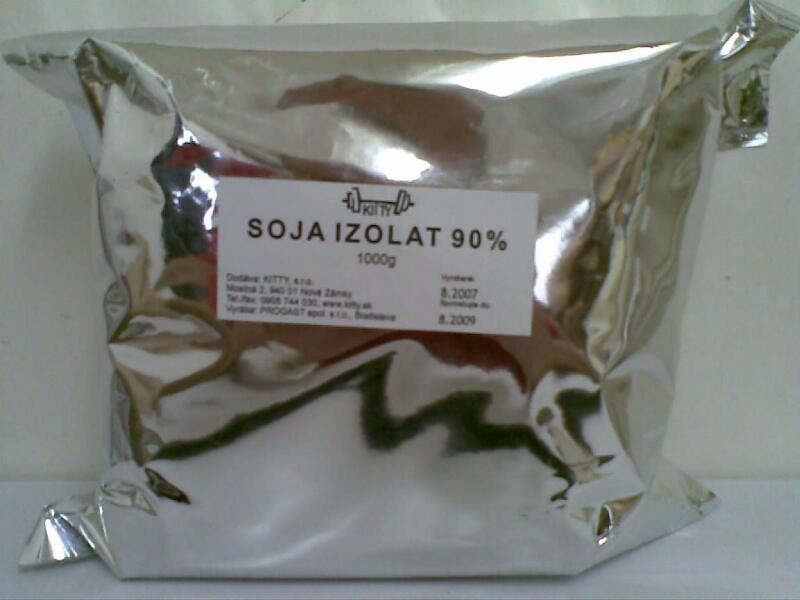 KITTY
SOJA IZOLAT 90%
1000g
Dodáva: KITTY, s.r.o.
Mostná 2, 940 01 Nové Zámky
Tel./fax: 0905 744 030, www.kitty.sk
Vyrába: PROGAST spol. s r.o., Bratislava
Vyrobené:
8.2007
Spotrebujte do:
8.2009